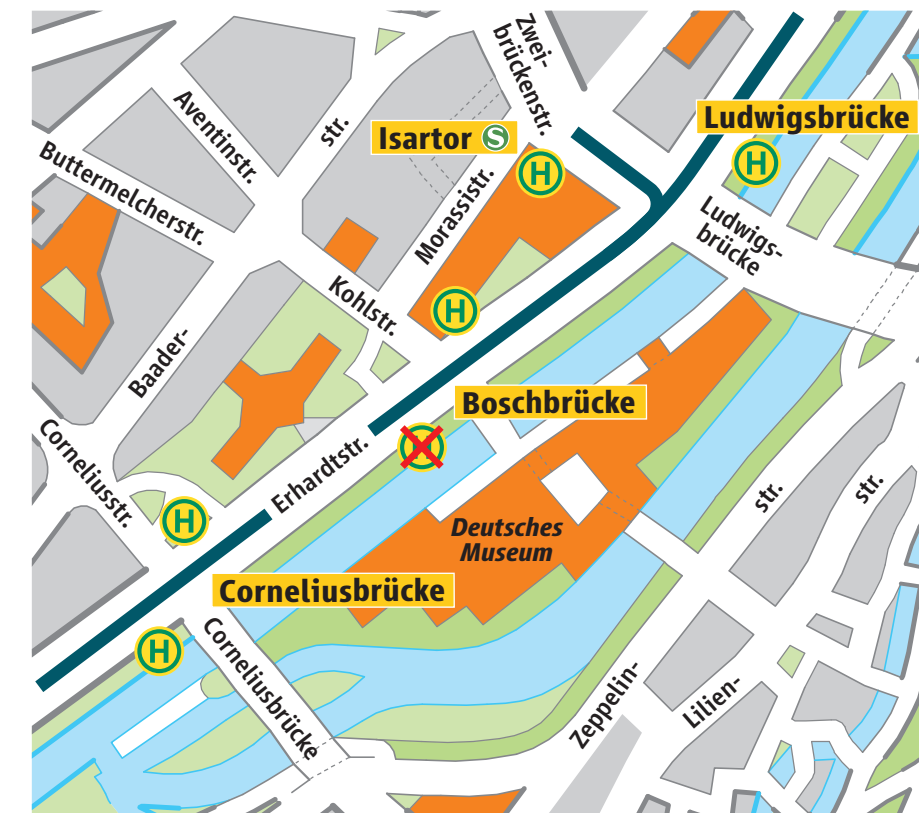 Zwei-
brückenstr.
Ludwigsbrücke
Aventinstr.
str.
Isartor S
H
H
Buttermelcherstr.
Morassistr.
Ludwigs-
brücke
Kohlstr.
H
Baader-
Boschbrücke
H
Corneliusstr.
Erhardtstr.
str.
str.
H
Deutsches
Museum
Corneliusbrücke
H
Corneliusbrücke
Zeppelin-
Lilien-